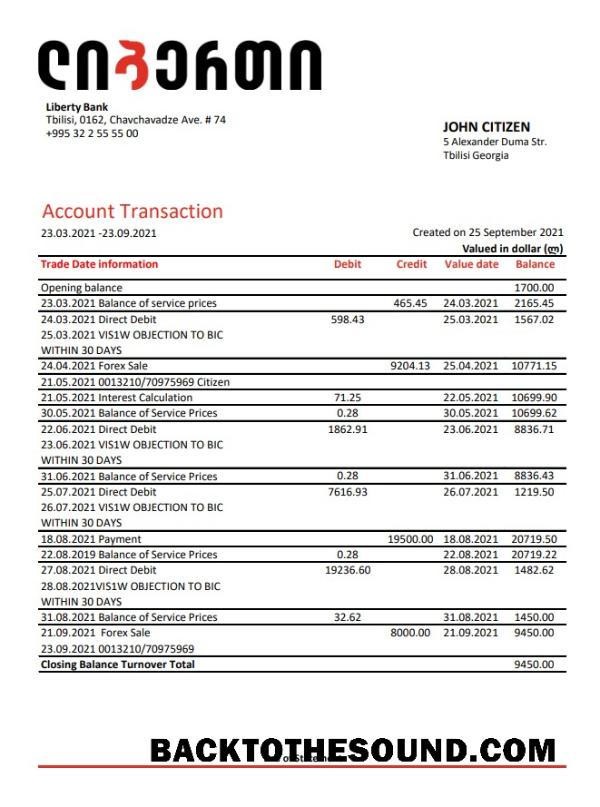 ლიბერთი
Liberty Bank
Tbilisi, 0162, Chavchavadze Ave. # 74
+995 32 2 55 55 00
JOHN CITIZEN
5 Alexander Duma Str.
Tbilisi Georgia
Account Transaction
23.03.2021 -23.09.2021 Created on 25 September 2021
Valued in dollar (ლ)
Trade Date information Debit Credit Value date Balance
Opening balance 1700.00
23.03.2021 Balance of service prices 465.45 24.03.2021 2165.45
24.03.2021 Direct Debit 598.43 25.03.2021 1567.02
25.03.2021 VIS1W OBJECTION TO BIC
WITHIN 30 DAYS
24.04.2021 Forex Sale 9204.13 25.04.2021 10771.15
21.05.2021 0013210/70975969 Citizen
21.05.2021 Interest Calculation 71.25 22.05.2021 10699.90
30.05.2021 Balance of Service Prices 0.28 30.05.2021 10699.62
22.06.2021 Direct Debit 1862.91 23.06.2021 8836.71
23.06.2021 VIS1W OBJECTION TO BIC
WITHIN 30 DAYS
31.06.2021 Balance of Service Prices 0.28 31.06.2021 8836.43
25.07.2021 Direct Debit 7616.93 26.07.2021 1219.50
26.07.2021 VIS1W OBJECTION TO BIC
WITHIN 30 DAYS
18.08.2021 Payment 19500.00 18.08.2021 20719.50
22.08.2019 Balance of Service Prices 0.28 22.08.2021 20719.22
27.08.2021 Direct Debit 19236.60 28.08.2021 1482.62
28.08.2021VIS1W OBJECTION TO BIC
WITHIN 30 DAYS
31.08.2021 Balance of Service Prices 32.62 31.08.2021 1450.00
21.09.2021 Forex Sale 8000.00 21.09.2021 9450.00
23.09.2021 0013210/70975969
Closing Balance Turnover Total 9450.00
BACKTOTHESOUND.COM